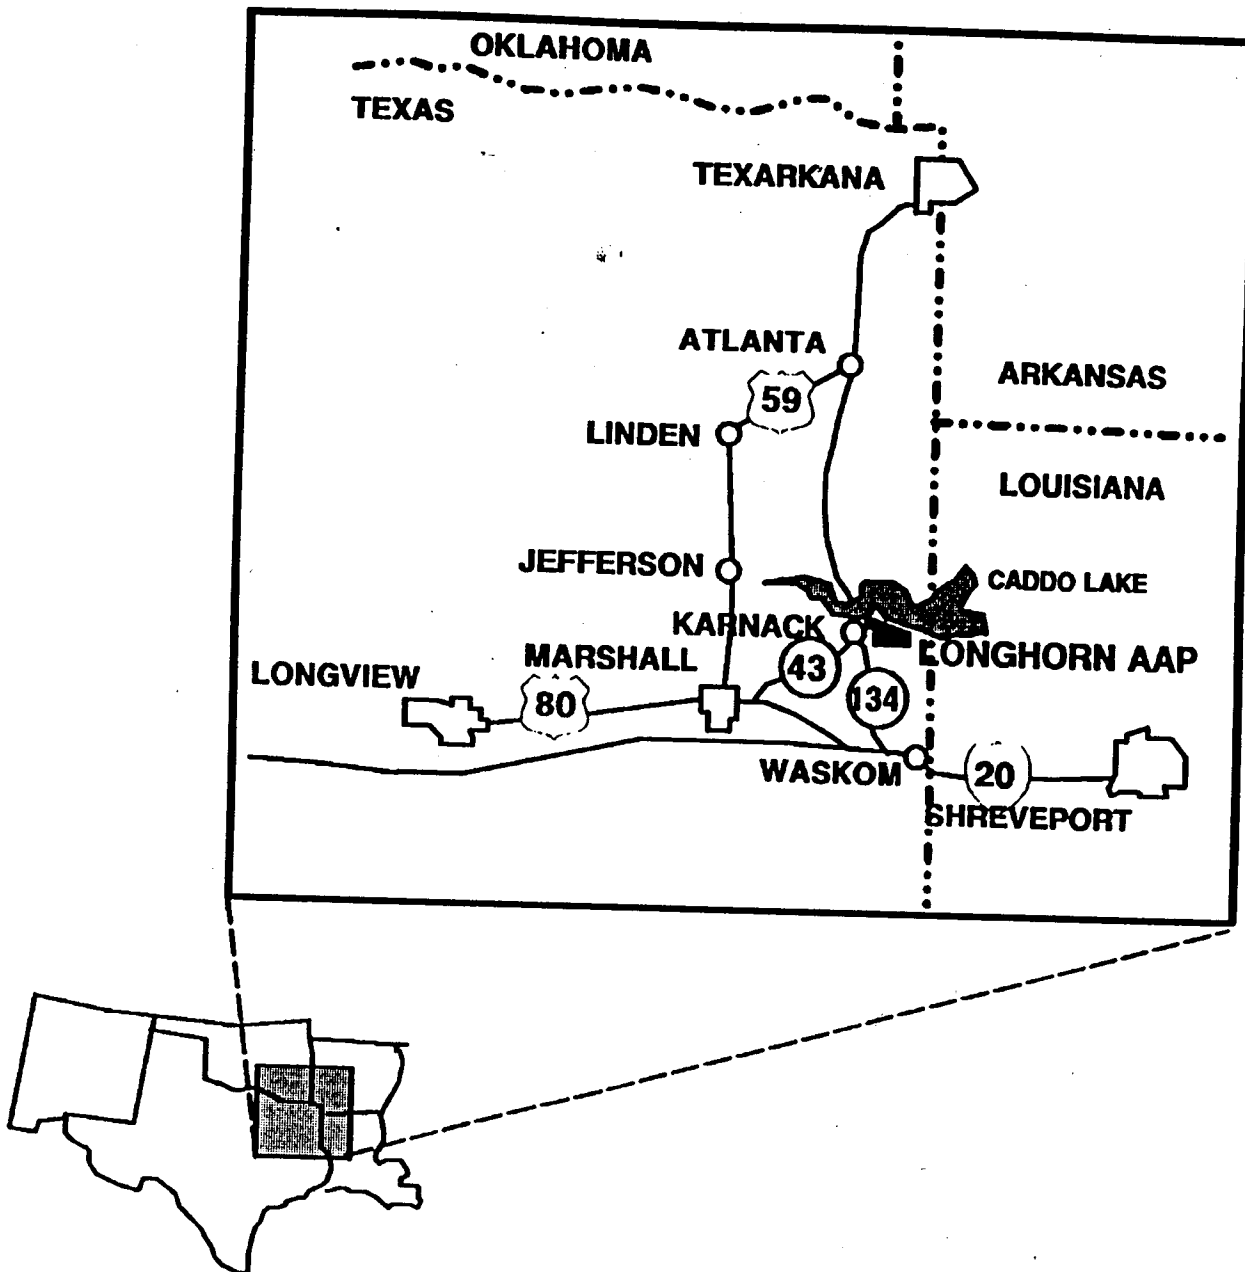 OKLAHOMA
TEXAS
TEXARKANA
ATLANTA
ARKANSAS
59
LINDEN
LOUISIANA
JEFFERSON
CADDO LAKE
KARNACK
LONGHORN AAP
MARSHALL
43
LONGVIEW
80
134
WASKOM
20
SHREVEPORT